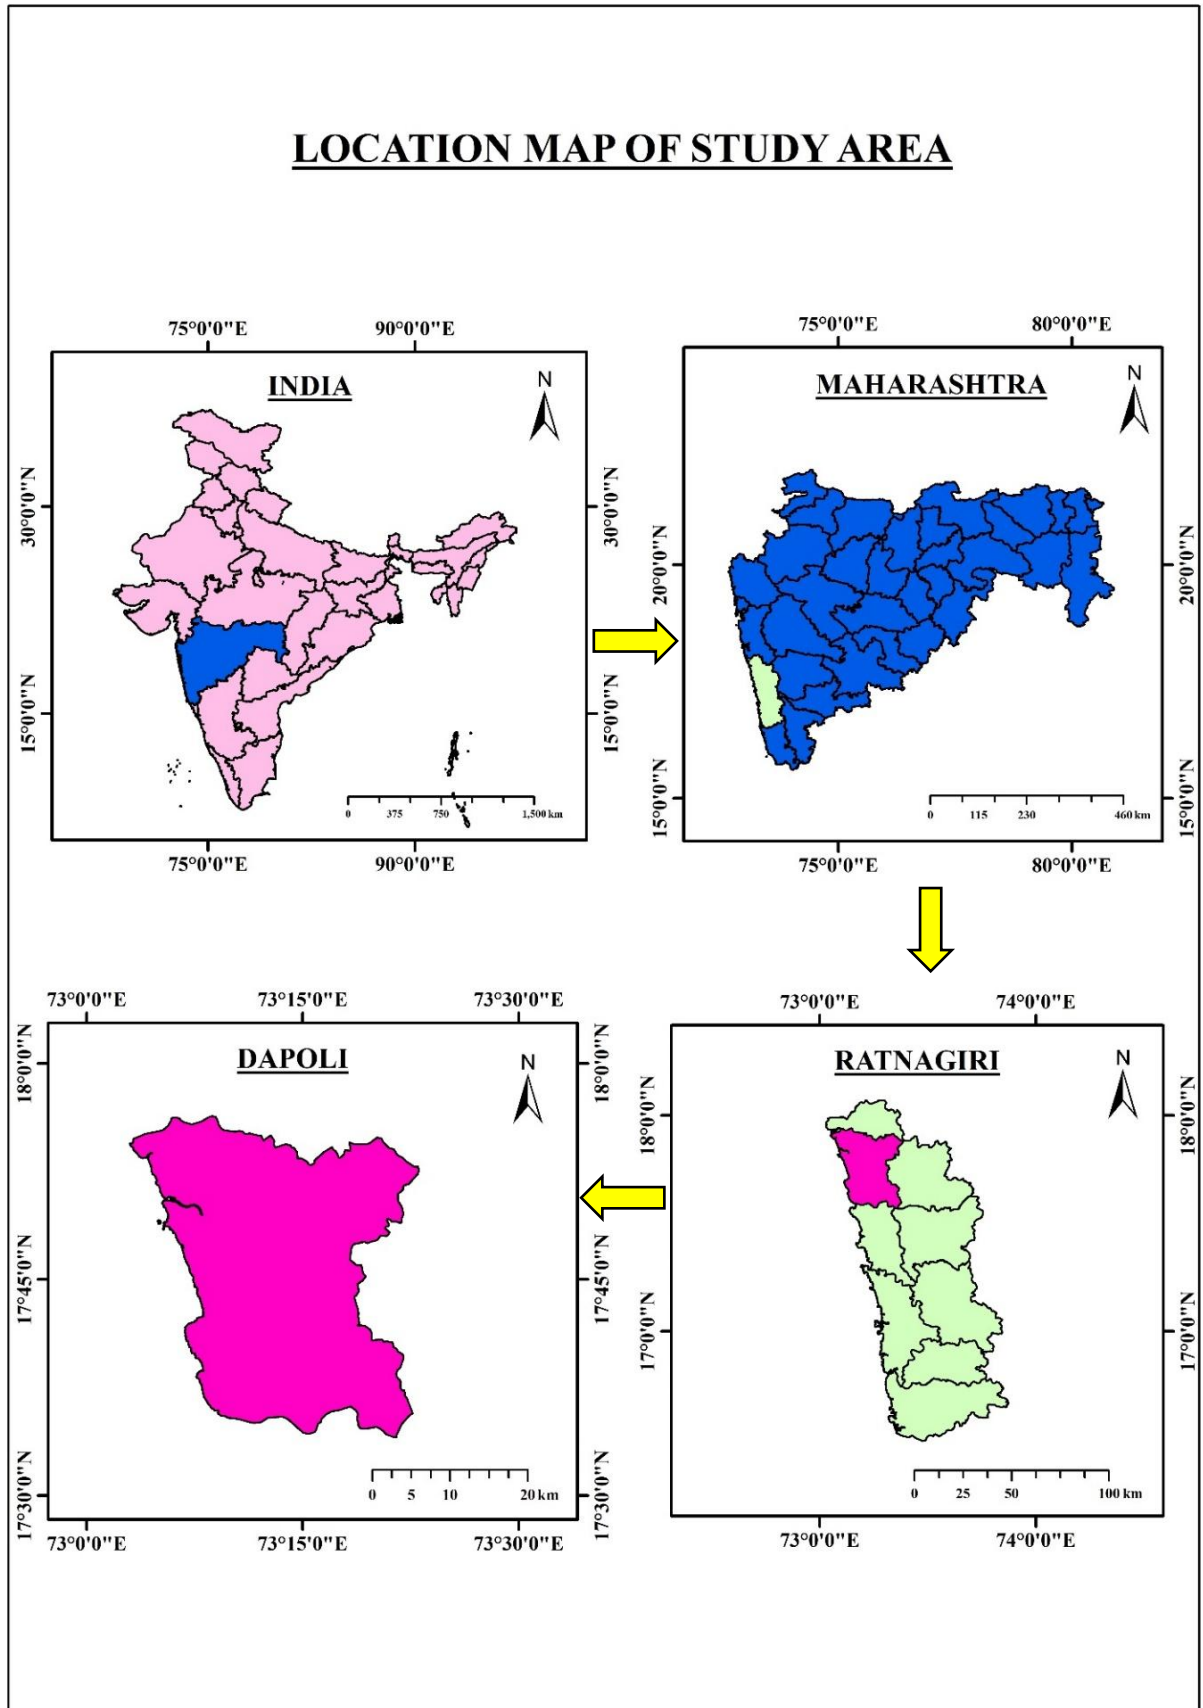 LOCATION MAP OF STUDY AREA
75°0'0"E 90°0'0"E
INDIA
N
30°0'0"N
15°0'0"N
30°0'0"N
15°0'0"N
0 375 750 1,500 km
75°0'0"E 90°0'0"E
75°0'0"E 80°0'0"E
MAHARASHTRA
N
20°0'0"N
15°0'0"N
20°0'0"N
15°0'0"N
0 115 230 460 km
75°0'0"E 80°0'0"E
73°0'0"E 73°15'0"E 73°30'0"E
DAPOLI
N
18°0'0"N
17°45'0"N
17°30'0"N
18°0'0"N
17°45'0"N
17°30'0"N
0 5 10 20 km
73°0'0"E 73°15'0"E 73°30'0"E
73°0'0"E 74°0'0"E
RATNAGIRI
N
18°0'0"N
17°0'0"N
18°0'0"N
17°0'0"N
0 25 50 100 km
73°0'0"E 74°0'0"E